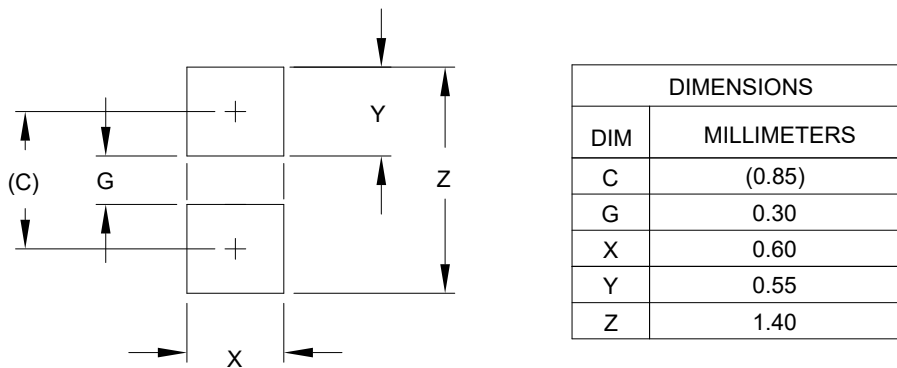 Y
(C)
G
Z
X
DIMENSIONS
DIM MILLIMETERS
C (0.85)
G 0.30
X 0.60
Y 0.55
Z 1.40